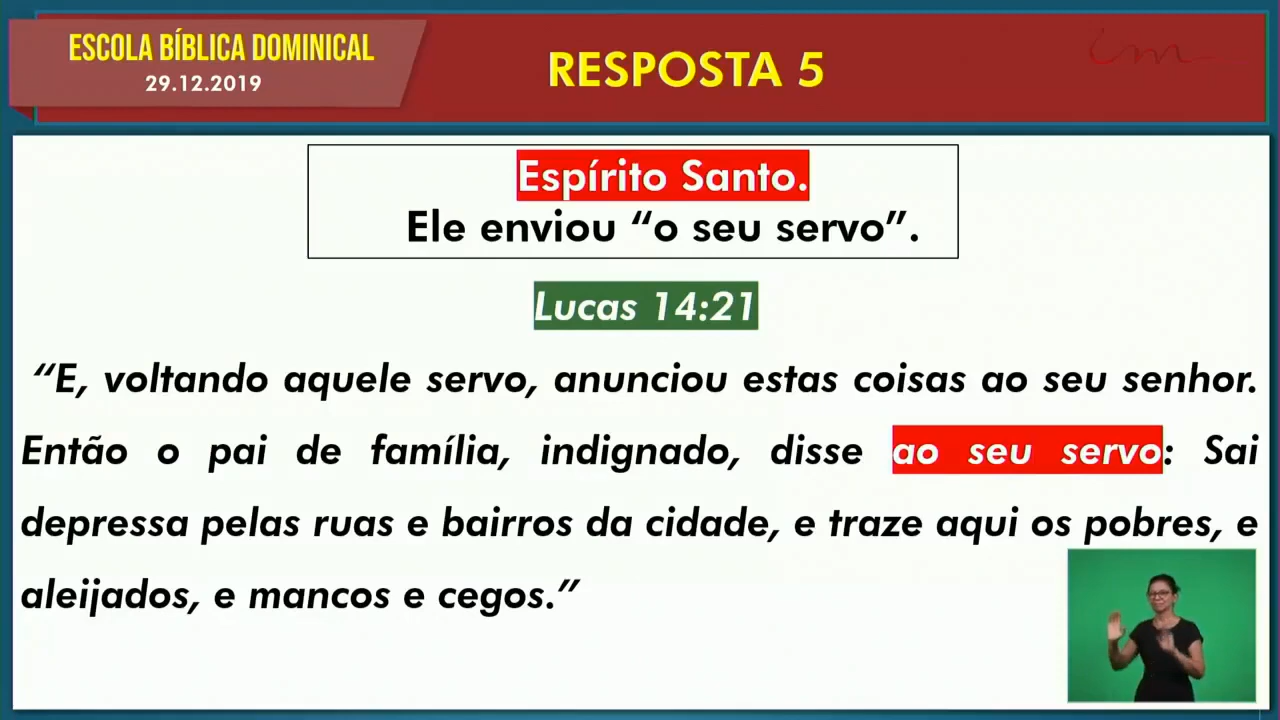 ESCOLA BÍBLICA DOMINICAL
29.12.2019
RESPOSTA 5
im
Espírito Santo.
Ele enviou “o seu servo”.
Lucas 14:21
“E, voltando aquele servo, anunciou estas coisas ao seu senhor.
Então o pai de família, indignado, disse ao seu servo: Sai
depressa pelas ruas e bairros da cidade, e traze aqui os pobres, e
aleijados, e mancos e cegos.”